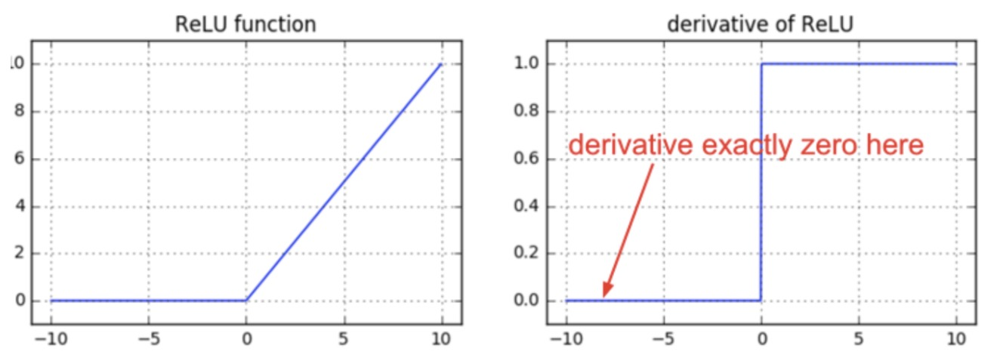 ReLU function
10
8
6
4
2
0
−10 −5 0 5 10
derivative of ReLU
1.0
0.8
derivative exactly zero here
0.6
0.4
0.2
0.0
−10 −5 0 5 10